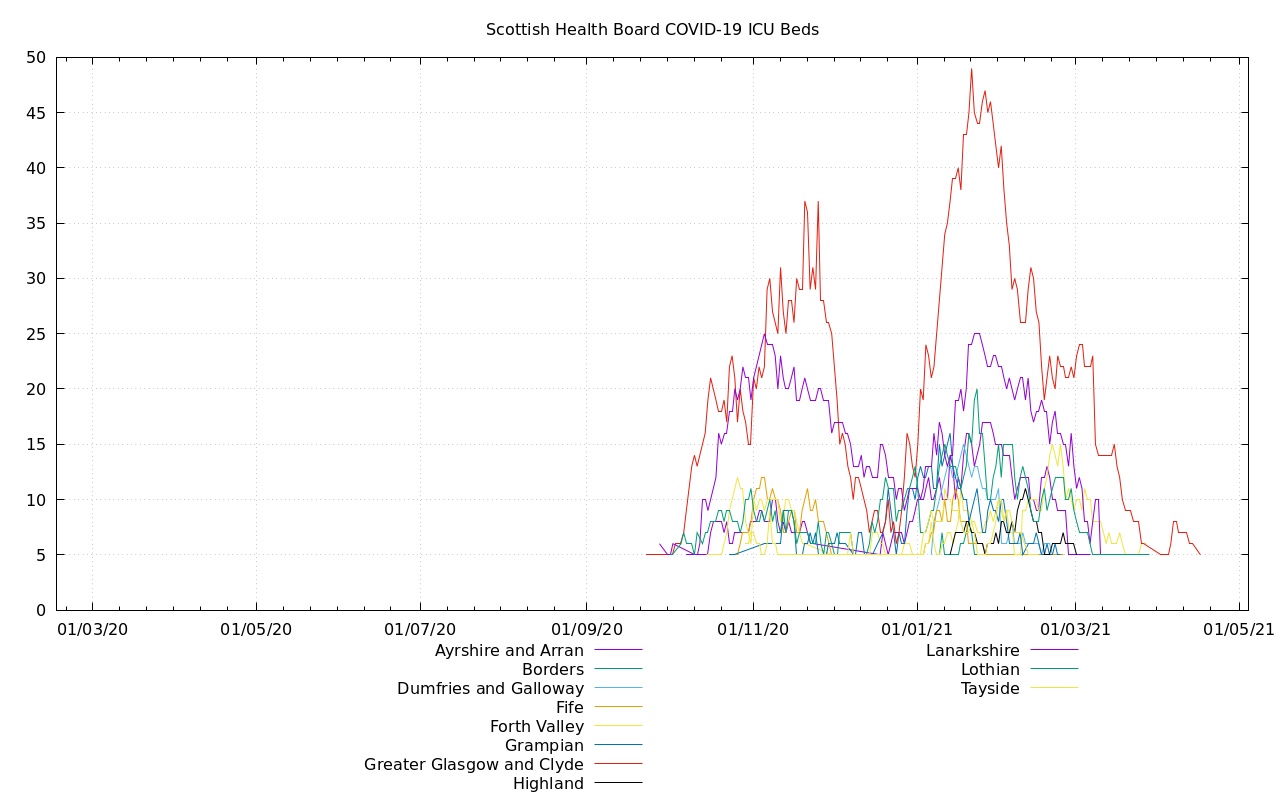 Scottish Health Board COVID-19 ICU Beds
50
45
40
35
30
25
20
15
10
5
0
01/03/20 01/05/20 01/07/20 01/09/20 01/11/20 01/01/21 01/03/21 01/05/21
Ayrshire and Arran
Borders
Dumfries and Galloway
Fife
Forth Valley
Grampian
Greater Glasgow and Clyde
Highland
Lanarkshire
Lothian
Tayside